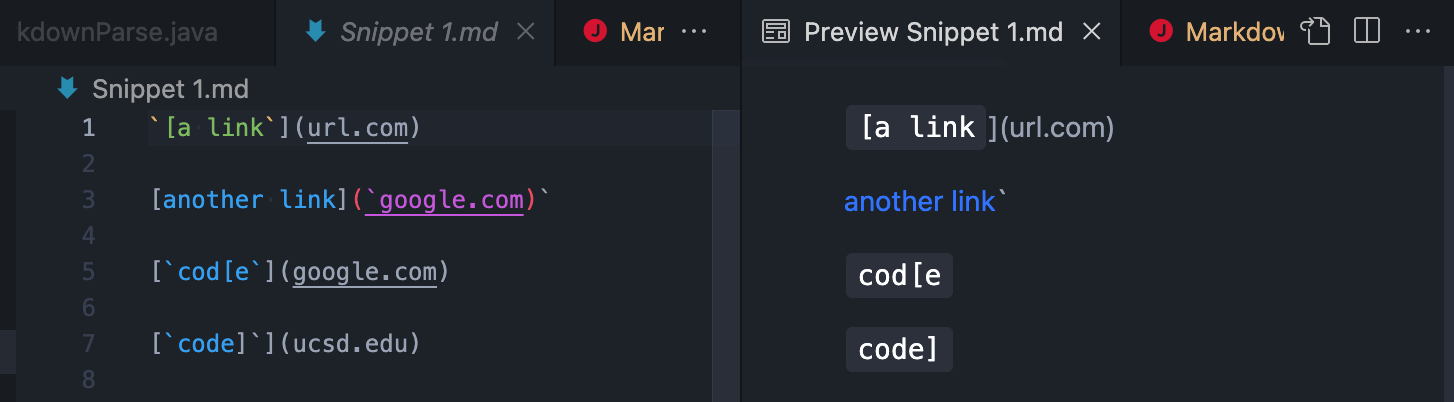 kdownParse.java
Snippet 1.md
Mar
Preview Snippet 1.md
Markdow
Snippet 1.md
1 `[a link`](url.com)
2
3 [another link](`google.com)`
4
5 [`cod[e`](google.com)
6
7 [`code]`](ucsd.edu)
8
[a link](url.com)
another link`
cod[e
code]